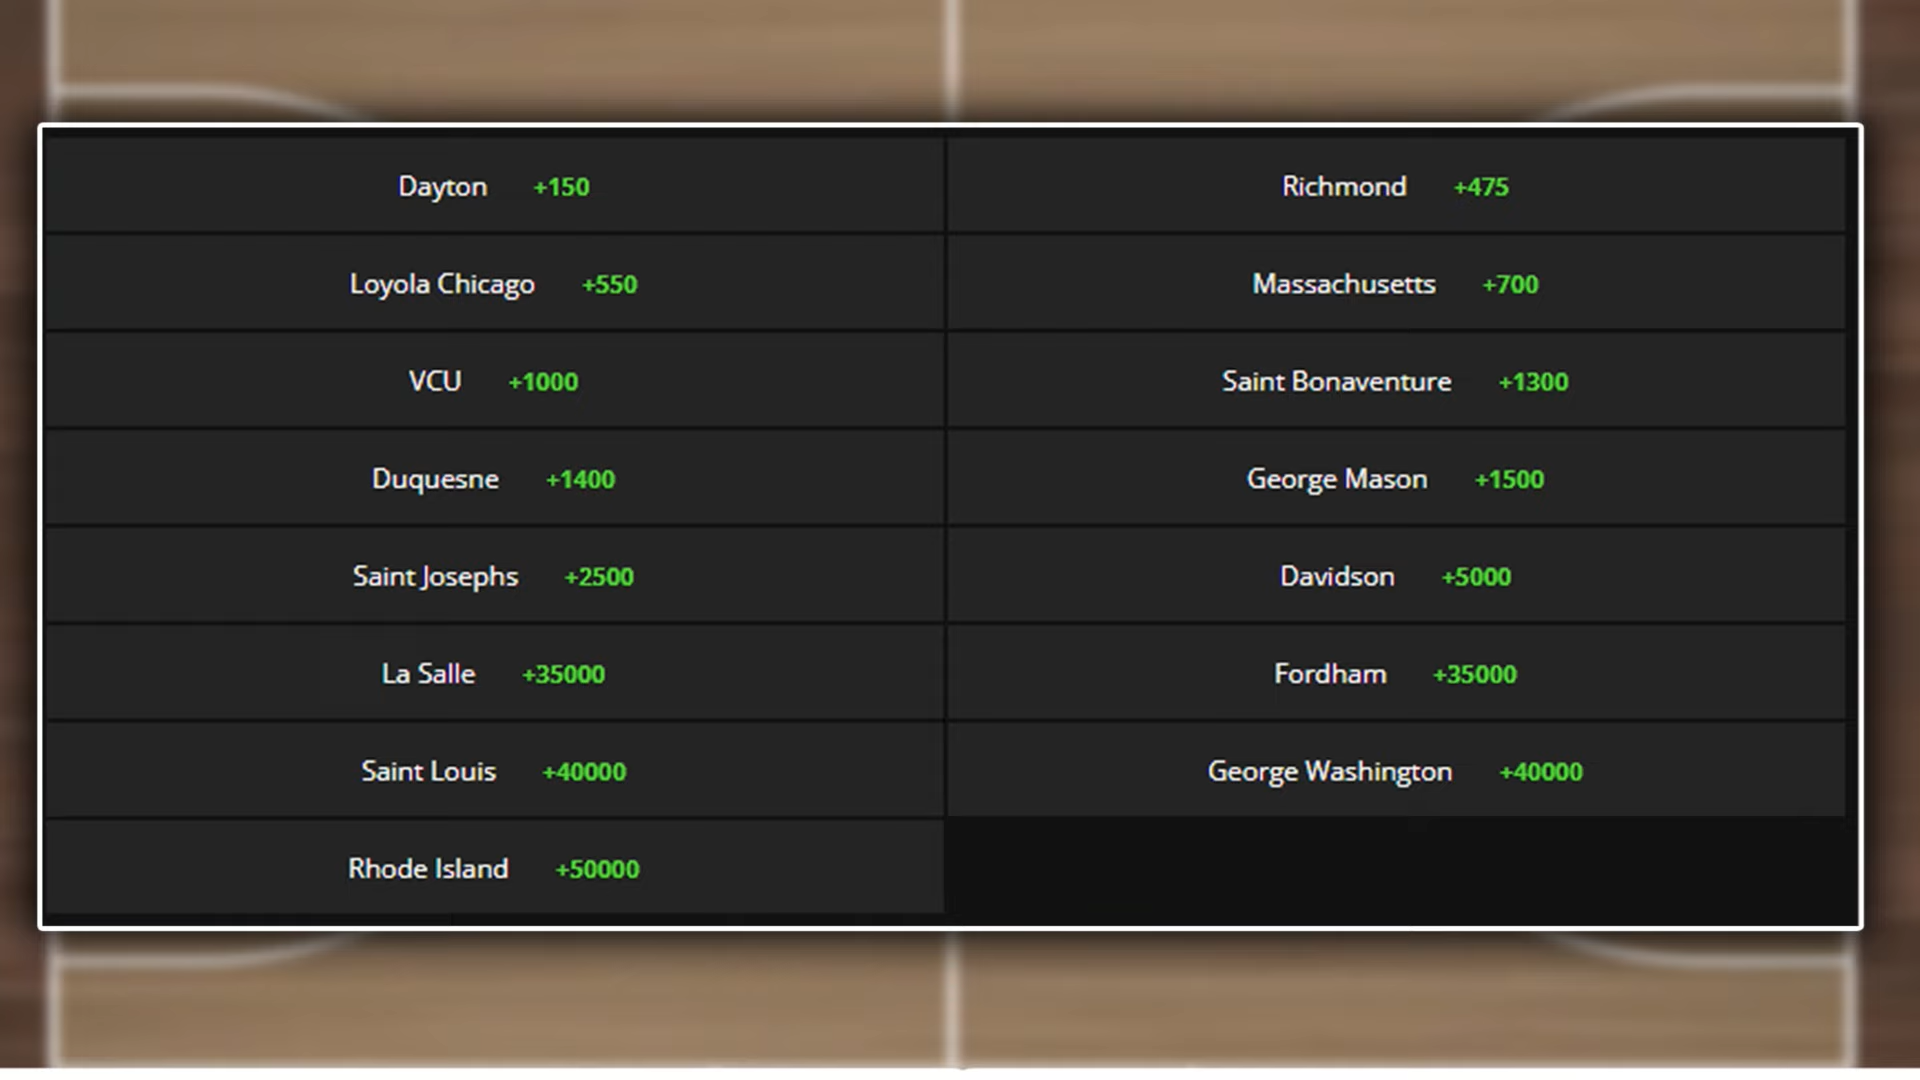 Dayton +150 Richmond +475
Loyola Chicago +550 Massachusetts +700
VCU +1000 Saint Bonaventure +1300
Duquesne +1400 George Mason +1500
Saint Josephs +2500 Davidson +5000
La Salle +35000 Fordham +35000
Saint Louis +40000 George Washington +40000
Rhode Island +50000